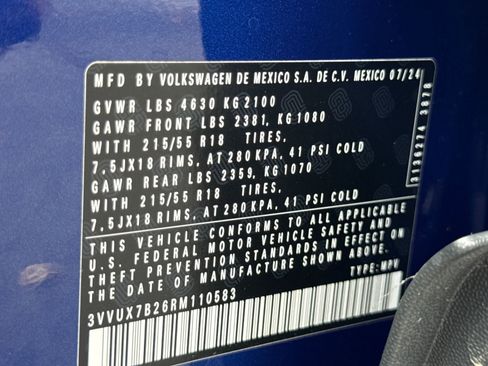 MFD BY VOLKSWAGEN DE MEXICO S.A. DE C.V. MEXICO 07/24
GVWR LBS 4630 KG 2100
GAWR FRONT LBS 2381, KG 1080
WITH 215/55 R18 TIRES,
7.5JX18 RIMS, AT 280 KPA, 41 PSI COLD
GAWR REAR LBS 2359, KG 1070
WITH 215/55 R18 TIRES,
7.5JX18 RIMS, AT 280 KPA, 41 PSI COLD
THIS VEHICLE CONFORMS TO ALL APPLICABLE
U.S. FEDERAL MOTOR VEHICLE SAFETY AND
THEFT PREVENTION STANDARDS IN EFFECT ON
THE DATE OF MANUFACTURE SHOWN ABOVE.
3VVUX7B26RM110583
TYPE: MPV
3136274 3878